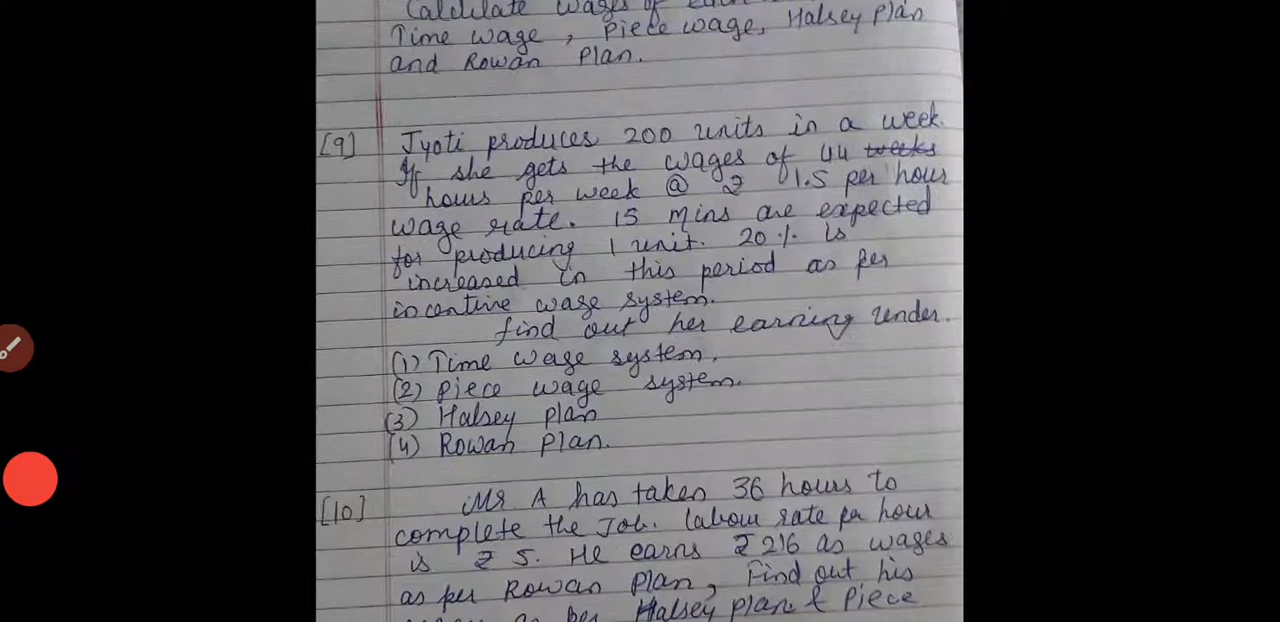 Calculate wages of
Time wage, Piece wage, Halsey Plan
and Rowan Plan.
[9] Jyoti produces 200 units in a week.
If she gets the wages of 44 weeks
hours per week @ ₹ 1.5 per hour
wage rate. 15 mins are expected
for producing 1 unit. 20 % is
increased in this period as per
incentive wage system.
find out her earning under.
(1) Time wage system.
(2) Piece wage system.
(3) Halsey plan
(4) Rowan plan.
[10] Mr A has taken 36 hours to
complete the Job. labour rate per hour
is ₹ 5. He earns ₹ 216 as wages
as per Rowan Plan, Find out his
as per Halsey plan & Piece